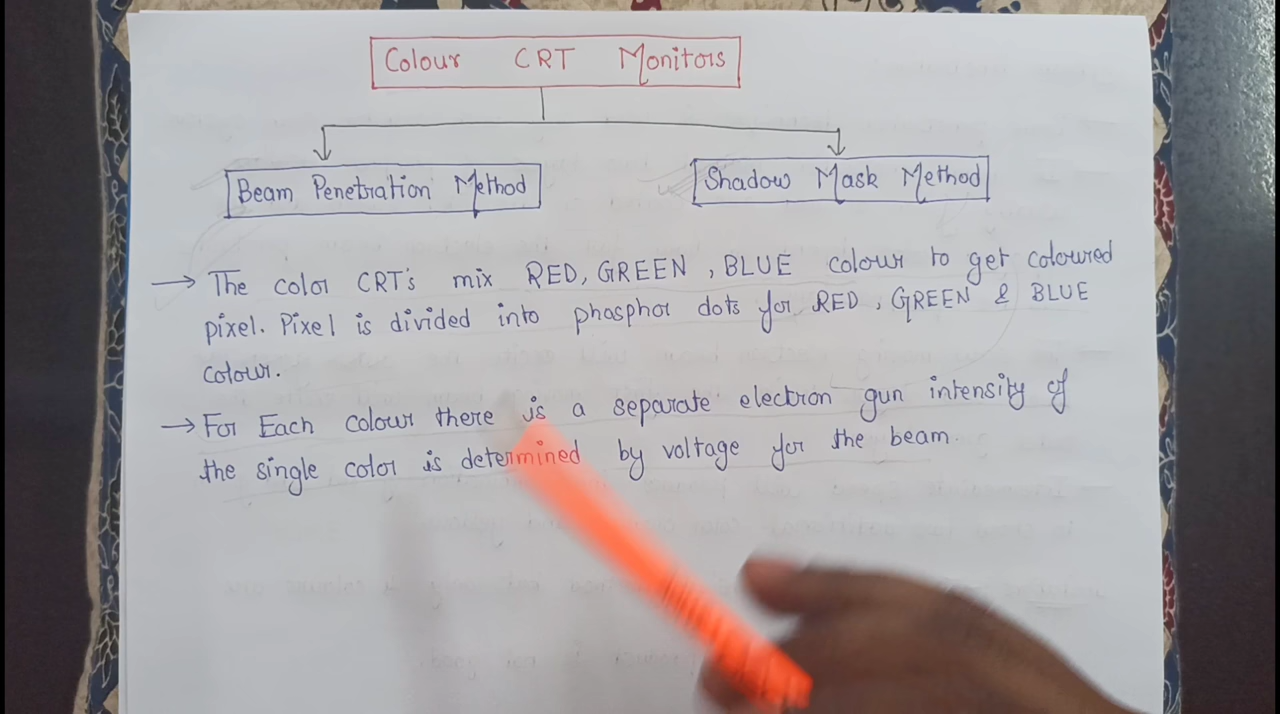 Colour CRT Monitors
Beam Penetration Method
Shadow Mask Method
→ The color CRT's mix RED, GREEN, BLUE colour to get coloured
pixel. Pixel is divided into phosphor dots for RED, GREEN & BLUE
colour.
→ For Each colour there is a separate electron gun intensity of
the single color is determined by voltage for the beam